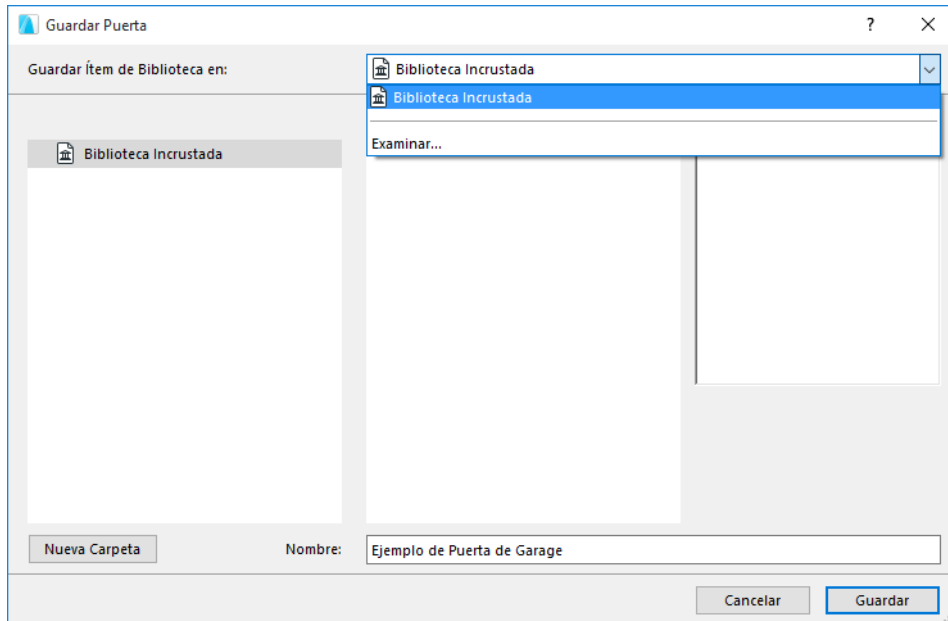 Guardar Puerta
?
Guardar Ítem de Biblioteca en:
Biblioteca Incrustada
Biblioteca Incrustada
Examinar...
Biblioteca Incrustada
Nueva Carpeta
Nombre:
Ejemplo de Puerta de Garage
Cancelar
Guardar